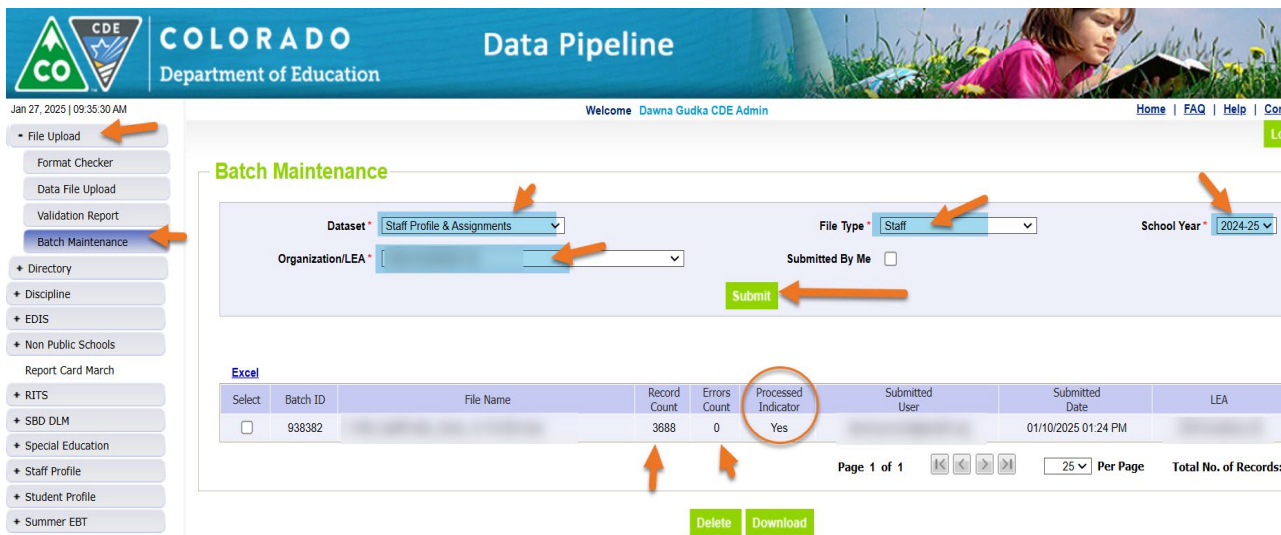 CDE
CO
COLORADO
Department of Education
Data Pipeline
Jan 27, 2025 | 09:35:30 AM
Welcome Dawna Gudka CDE Admin
Home | FAQ | Help |
- File Upload
Format Checker
Data File Upload
Validation Report
Batch Maintenance
+ Directory
+ Discipline
+ EDIS
+ Non Public Schools
Report Card March
+ RITS
+ SBD DLM
+ Special Education
+ Staff Profile
+ Student Profile
+ Summer EBT
Batch Maintenance
Dataset * Staff Profile & Assignments
File Type * Staff
School Year * 2024-25
Organization/LEA *
Submitted By Me
Submit
Excel
Select Batch ID File Name Record Count Errors Count Processed Indicator Submitted User Submitted Date LEA
938382 3688 0 Yes 01/10/2025 01:24 PM
Page 1 of 1 25 Per Page Total No. of Records:
Delete Download